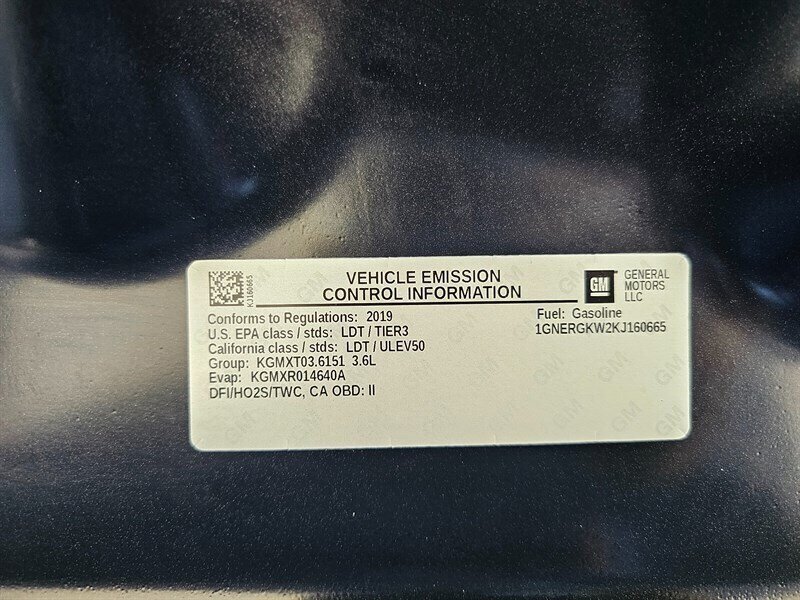 VEHICLE EMISSION
CONTROL INFORMATION
KJ160665
GM
GENERAL
MOTORS
LLC
Conforms to Regulations: 2019
U.S. EPA class / stds: LDT / TIER3
California class / stds: LDT / ULEV50
Group: KGMXT03.6151 3.6L
Evap: KGMXR014640A
DFI/HO2S/TWC, CA OBD: II
Fuel: Gasoline
1GNERGKW2KJ160665